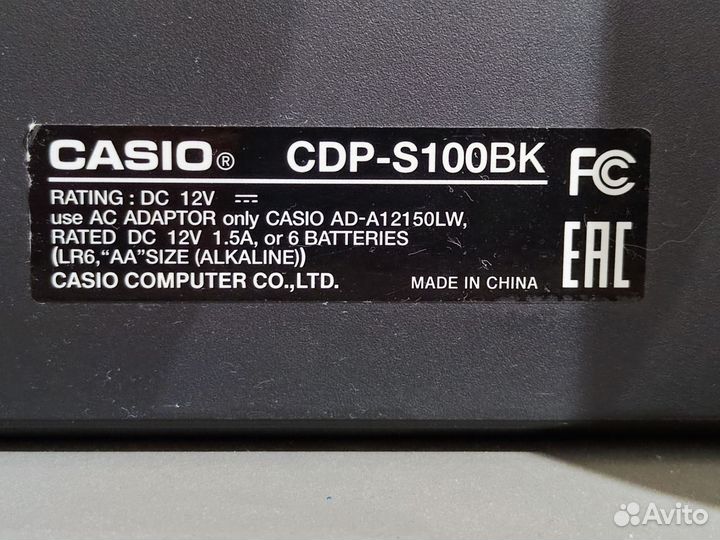 CASIO® CDP-S100BK FC
RATING : DC 12V ⎓
use AC ADAPTOR only CASIO AD-A12150LW,
RATED DC 12V 1.5A, or 6 BATTERIES
(LR6,“AA”SIZE (ALKALINE))
CASIO COMPUTER CO.,LTD. MADE IN CHINA
EAC
Avito